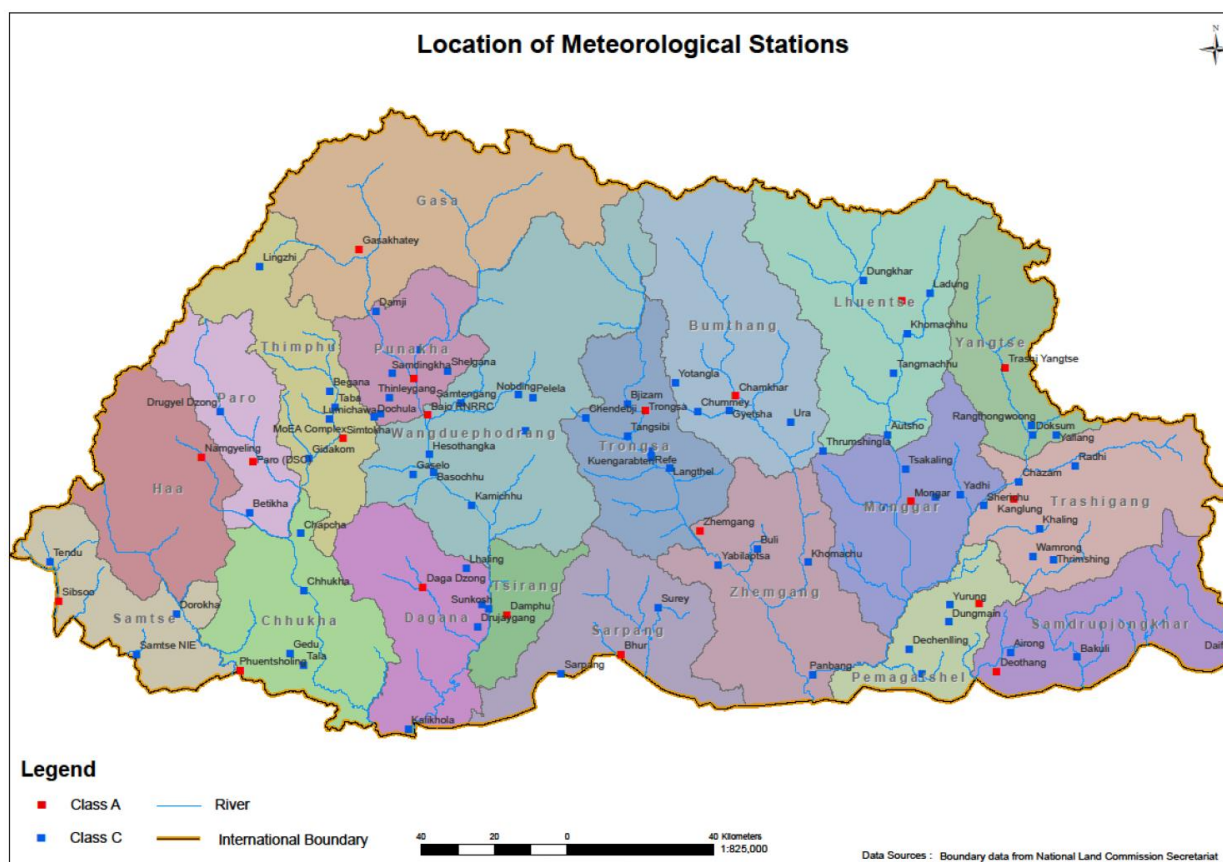 Location of Meteorological Stations
N
Gasa
Gasakhatey
Lingzhi
Damji
Dungkhar
Ladung
Lhuentse
Khomachhu
Bumthang
Yangtse
Thimphu
Punakha
Shelgana
Samdingkha
Tangmachhu
Trashi Yangtse
Begana
Yotangla
Chamkhar
Paro
Drugyel Dzong
Taba
Thinleygang
Samtengang
Nobding
Pelela
Bjizam
Lumichawa
Dochula
Bajo RNRRC
Chendebji
Trongsa
Chummey
Gyetsha
Ura
Rangthongwoong
MoEA Complex
Simtokha
Wangduephodrang
Tangsibi
Autsho
Doksum
Yallang
Namgyeling
Gidakom
Hesothangka
Trongsa
Thrumshingla
Paro (DSC)
Kuengarabten
Refe
Tsakaling
Radhi
Haa
Gaselo
Basochhu
Langthel
Chazam
Betikha
Kamichhu
Mongar
Yadhi
Sherichu
Trashigang
Monggar
Kanglung
Chapcha
Zhemgang
Khaling
Tendu
Lhaling
Yabilaptsa
Buli
Khomachu
Wamrong
Thrimshing
Chhukha
Daga Dzong
Tsirang
Zhemgang
Sibsoo
Dorokha
Sunkosh
Damphu
Surey
Yurung
Samtse
Chhukha
Dagana
Drujaygang
Sarpang
Dungmain
Samdrupjongkhar
Samtse NIE
Gedu
Tala
Bhur
Dechenlling
Airong
Bakuli
Daif
Phuentsholing
Sarpang
Panbang
Pemagatshel
Deothang
Kalikhola
Legend
Class A
River
Class C
International Boundary
40 20 0 40 Kilometers
1:825,000
Data Sources : Boundary data from National Land Commission Secretariat